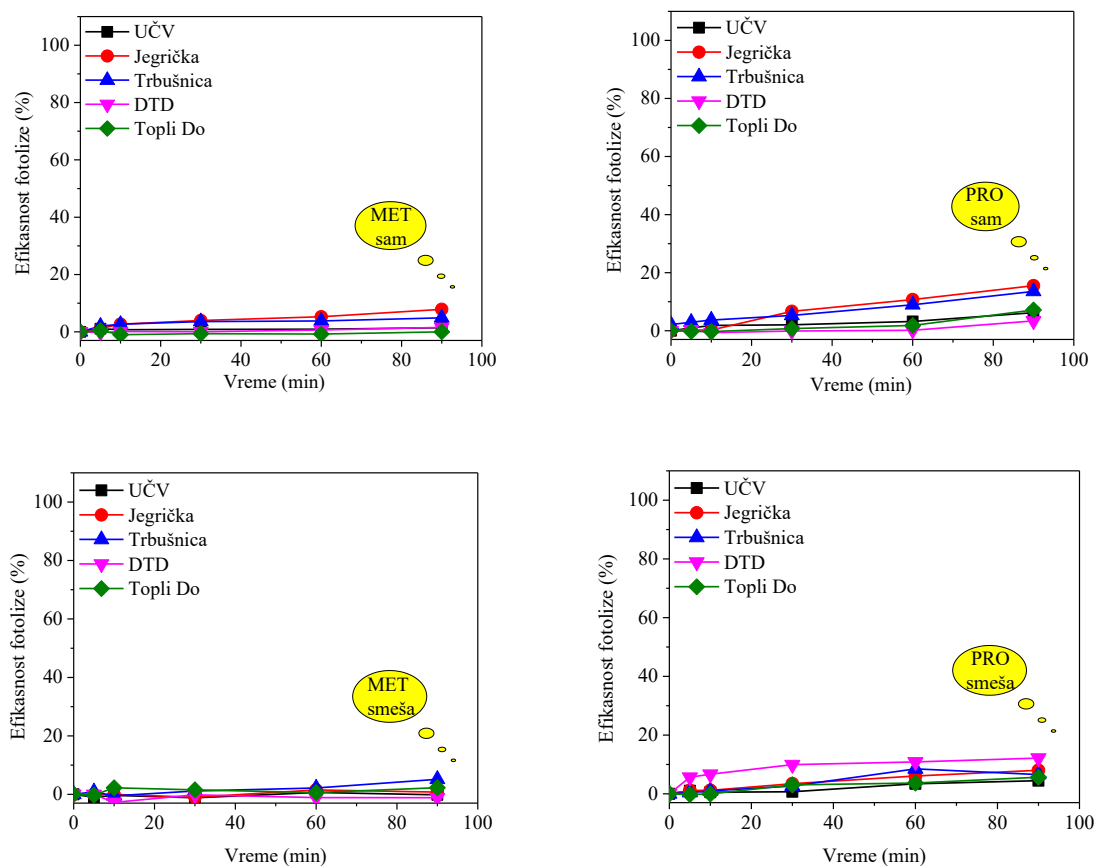 100
80
60
40
20
0
Efikasnost fotolize (%)
UČV
Jegrička
Trbušnica
DTD
Topli Do
MET
sam
0 20 40 60 80 100
Vreme (min)
100
80
60
40
20
0
Efikasnost fotolize (%)
UČV
Jegrička
Trbušnica
DTD
Topli Do
PRO
sam
0 20 40 60 80 100
Vreme (min)
100
80
60
40
20
0
Efikasnost fotolize (%)
UČV
Jegrička
Trbušnica
DTD
Topli Do
MET
smeša
0 20 40 60 80 100
Vreme (min)
100
80
60
40
20
0
Efikasnost fotolize (%)
UČV
Jegrička
Trbušnica
DTD
Topli Do
PRO
smeša
0 20 40 60 80 100
Vreme (min)